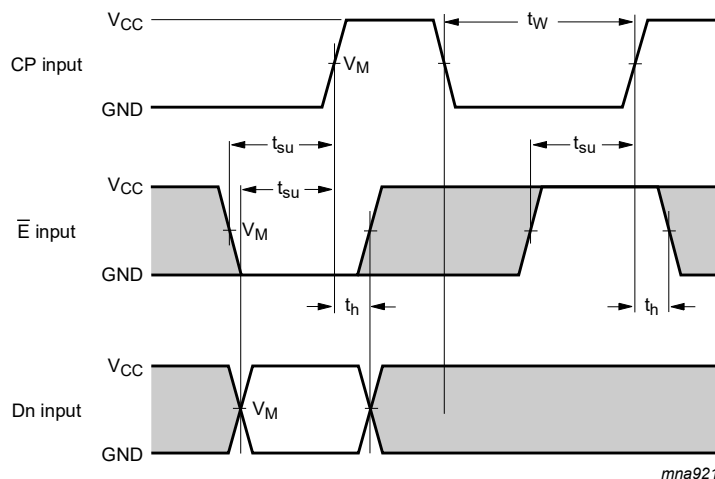 VCC
tW
CP input
VM
GND
tsu
tsu
VCC
tsu
E̅ input
VM
GND
th
th
VCC
Dn input
VM
GND
mna921